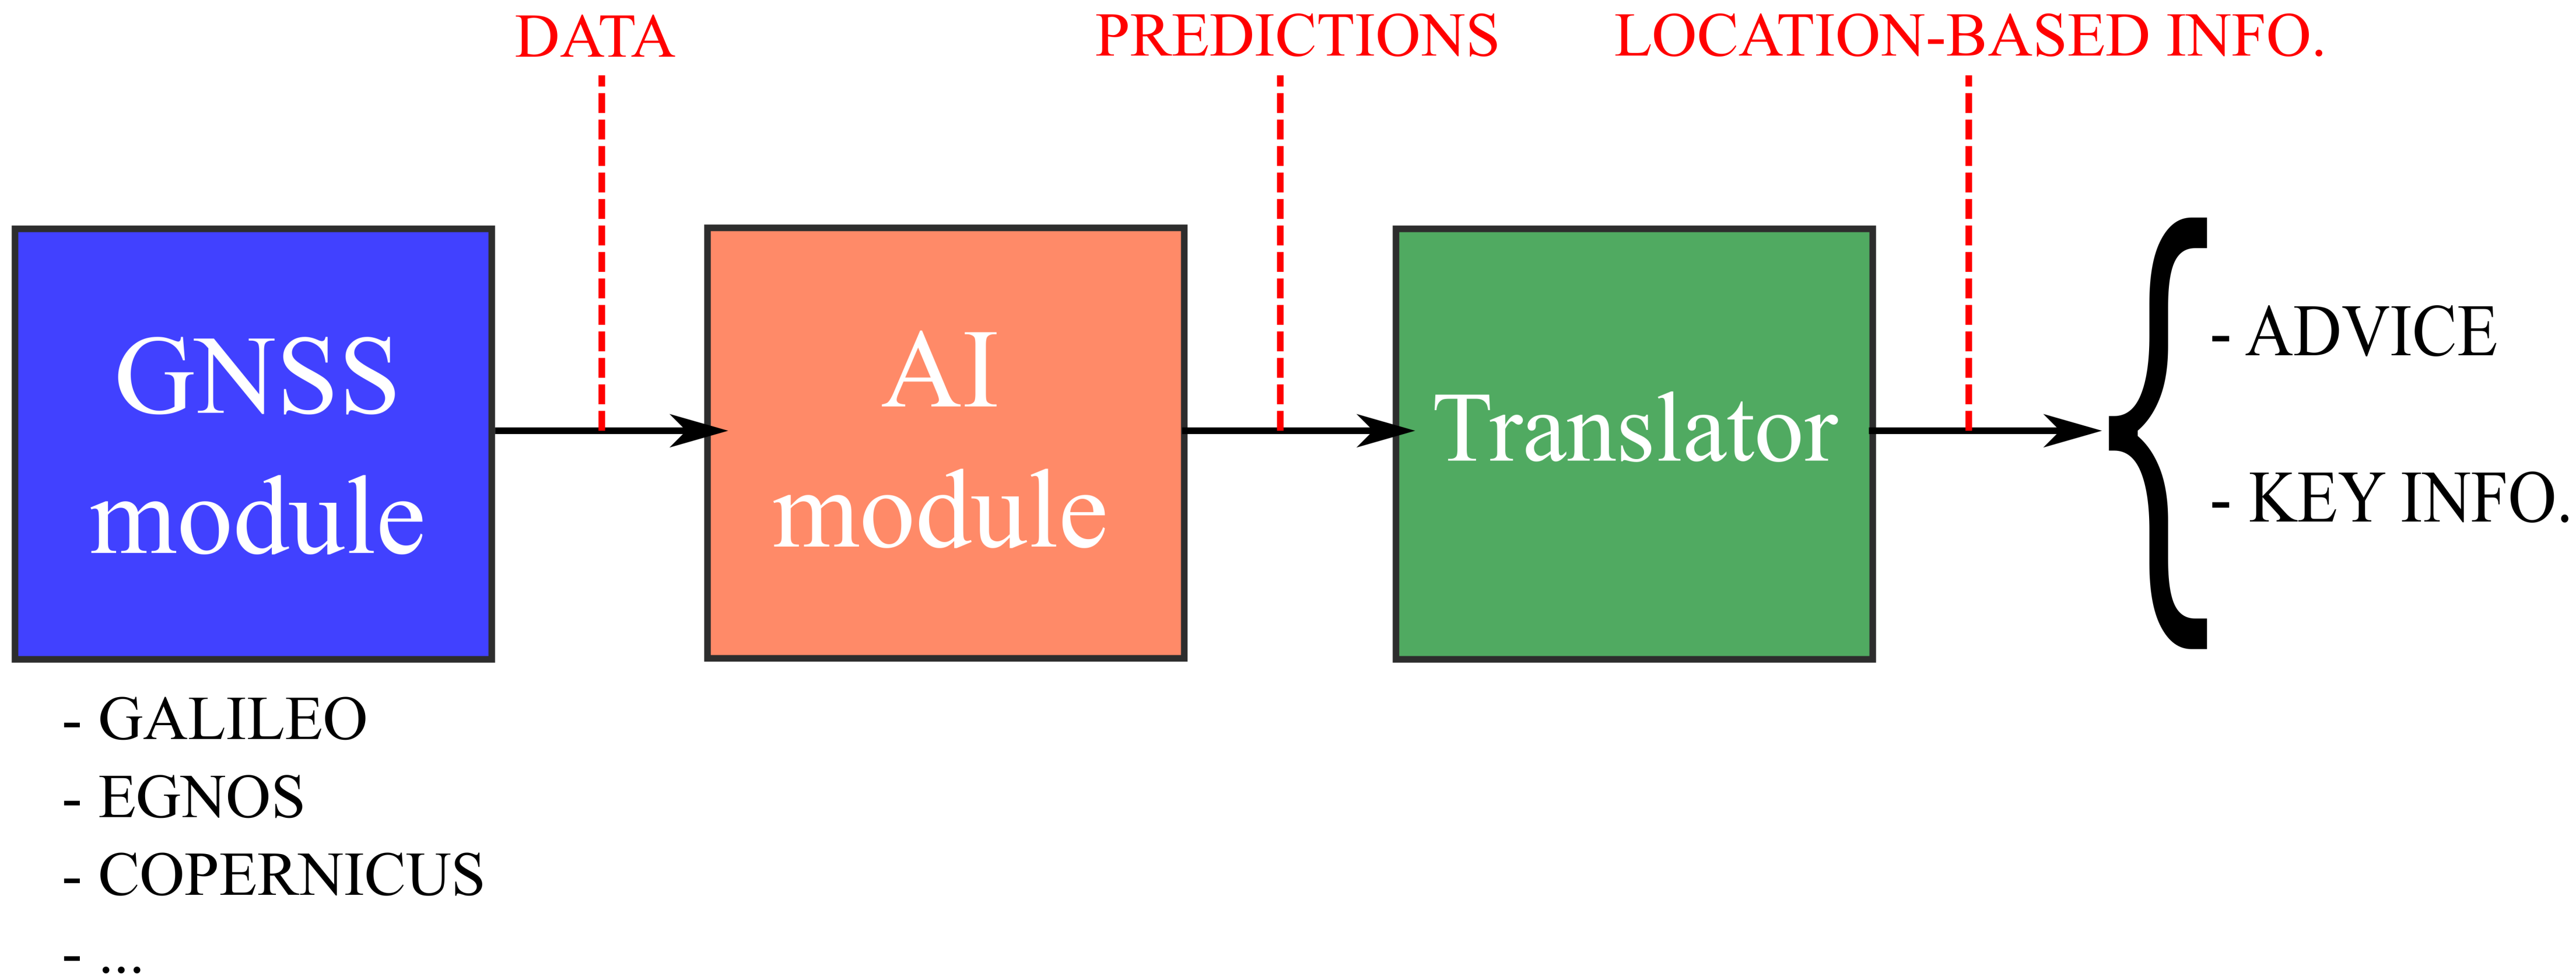 DATA
PREDICTIONS
LOCATION-BASED INFO.
GNSS
module
AI
module
Translator
- ADVICE
- KEY INFO.
- GALILEO
- EGNOS
- COPERNICUS
- ...